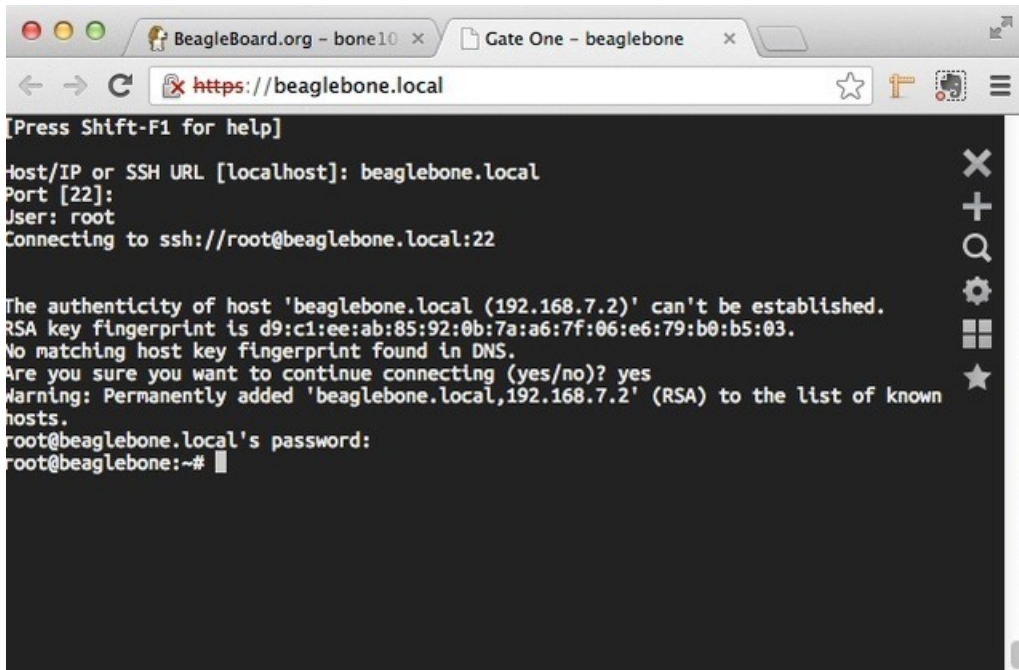 BeagleBoard.org – bone10
Gate One – beaglebone
https://beaglebone.local
[Press Shift-F1 for help]
Host/IP or SSH URL [localhost]: beaglebone.local
Port [22]:
User: root
Connecting to ssh://root@beaglebone.local:22
The authenticity of host 'beaglebone.local (192.168.7.2)' can't be established.
RSA key fingerprint is d9:c1:ee:ab:85:92:0b:7a:a6:7f:06:e6:79:b0:b5:03.
No matching host key fingerprint found in DNS.
Are you sure you want to continue connecting (yes/no)? yes
Warning: Permanently added 'beaglebone.local,192.168.7.2' (RSA) to the list of known
hosts.
root@beaglebone.local's password:
root@beaglebone:~#